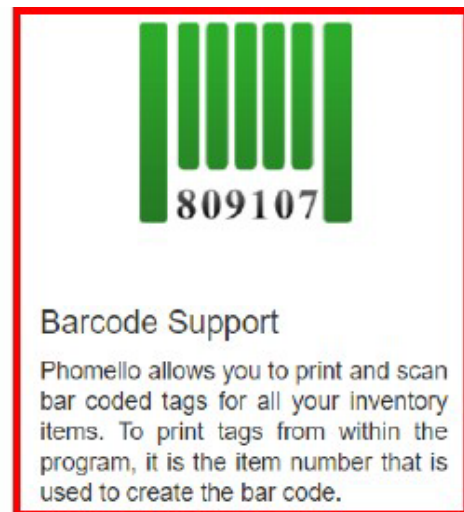 809107
Barcode Support
Phomello allows you to print and scan
bar coded tags for all your inventory
items. To print tags from within the
program, it is the item number that is
used to create the bar code.